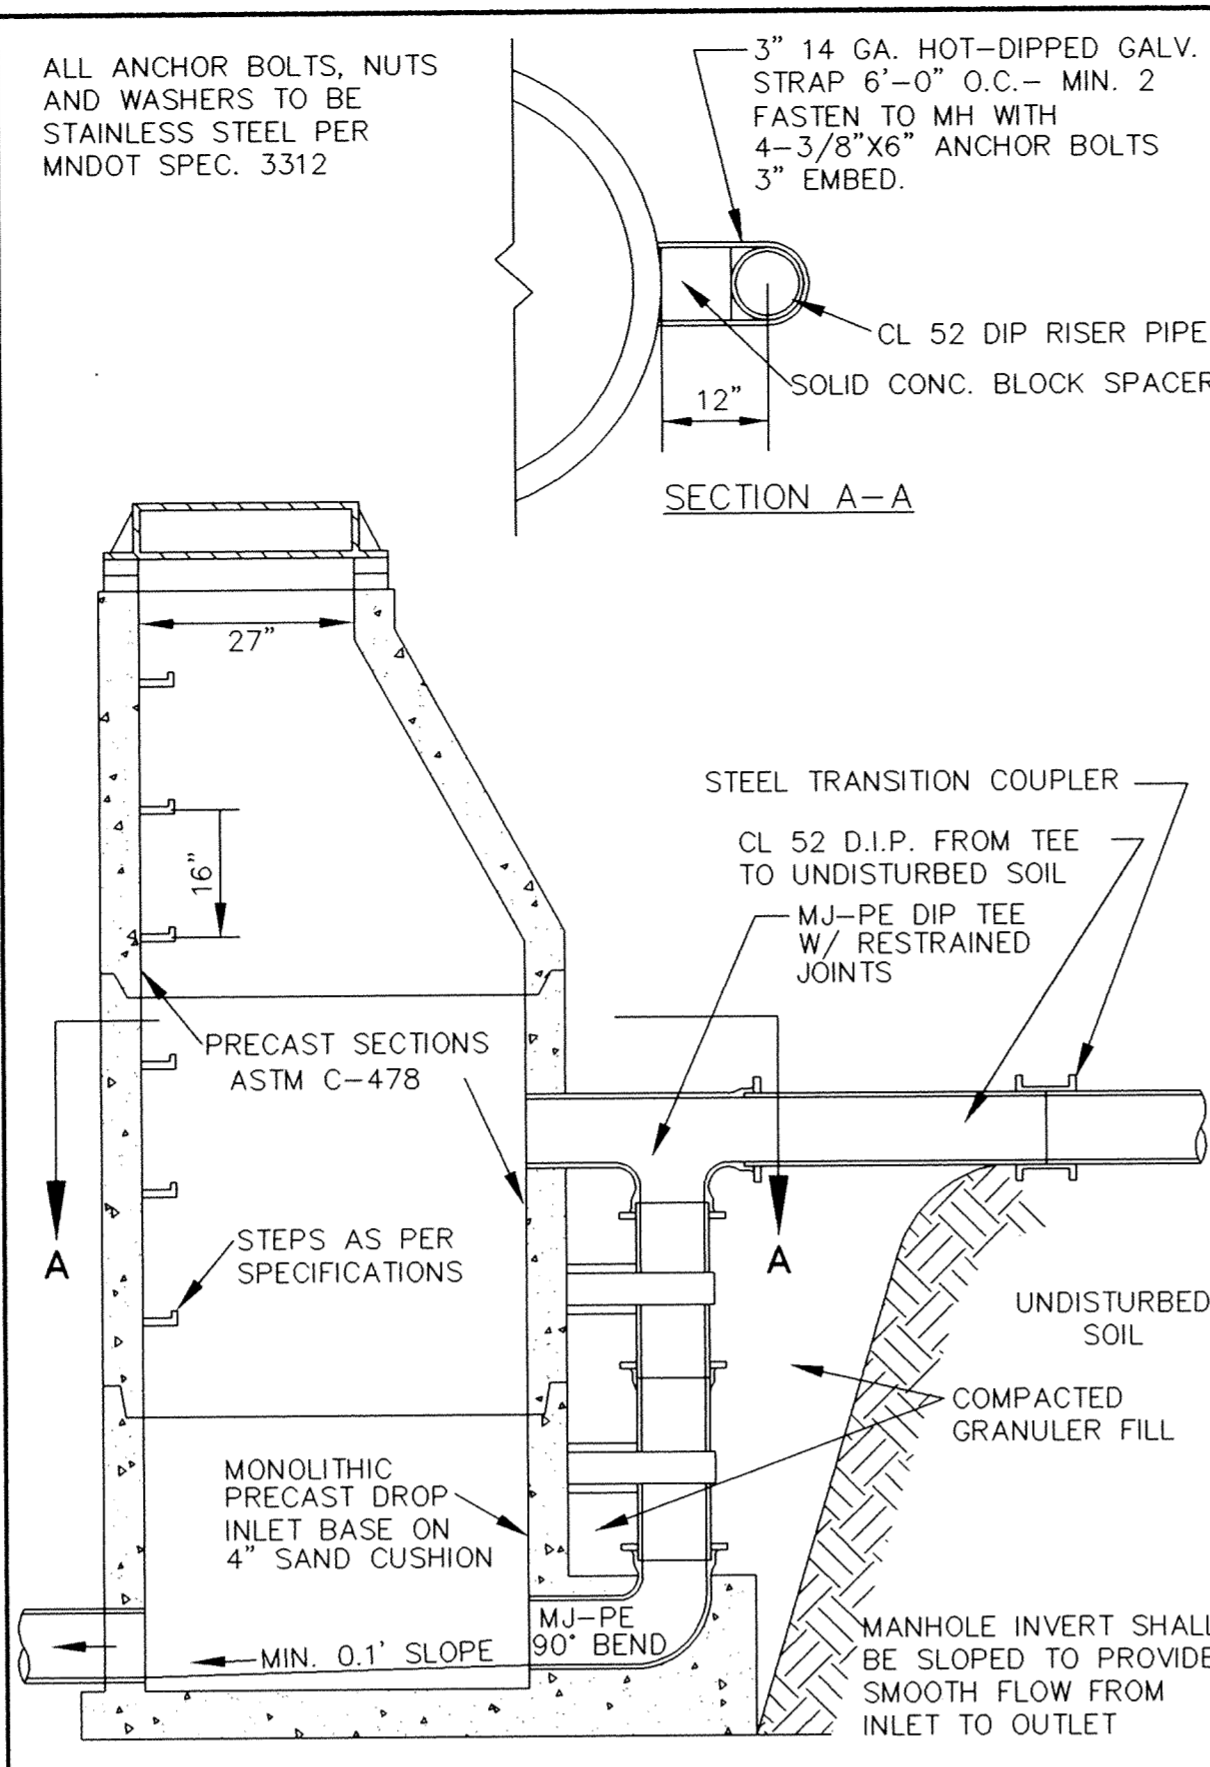 ALL ANCHOR BOLTS, NUTS
AND WASHERS TO BE
STAINLESS STEEL PER
MNDOT SPEC. 3312
3" 14 GA. HOT-DIPPED GALV.
STRAP 6'-0" O.C.- MIN. 2
FASTEN TO MH WITH
4-3/8"X6" ANCHOR BOLTS
3" EMBED.
CL 52 DIP RISER PIPE
SOLID CONC. BLOCK SPACER
12"
SECTION A-A
27"
16"
STEEL TRANSITION COUPLER
CL 52 D.I.P. FROM TEE
TO UNDISTURBED SOIL
MJ-PE DIP TEE
W/ RESTRAINED
JOINTS
PRECAST SECTIONS
ASTM C-478
A
A
STEPS AS PER
SPECIFICATIONS
UNDISTURBED
SOIL
COMPACTED
GRANULER FILL
MONOLITHIC
PRECAST DROP
INLET BASE ON
4" SAND CUSHION
MJ-PE
90° BEND
MIN. 0.1' SLOPE
MANHOLE INVERT SHALL
BE SLOPED TO PROVIDE
SMOOTH FLOW FROM
INLET TO OUTLET